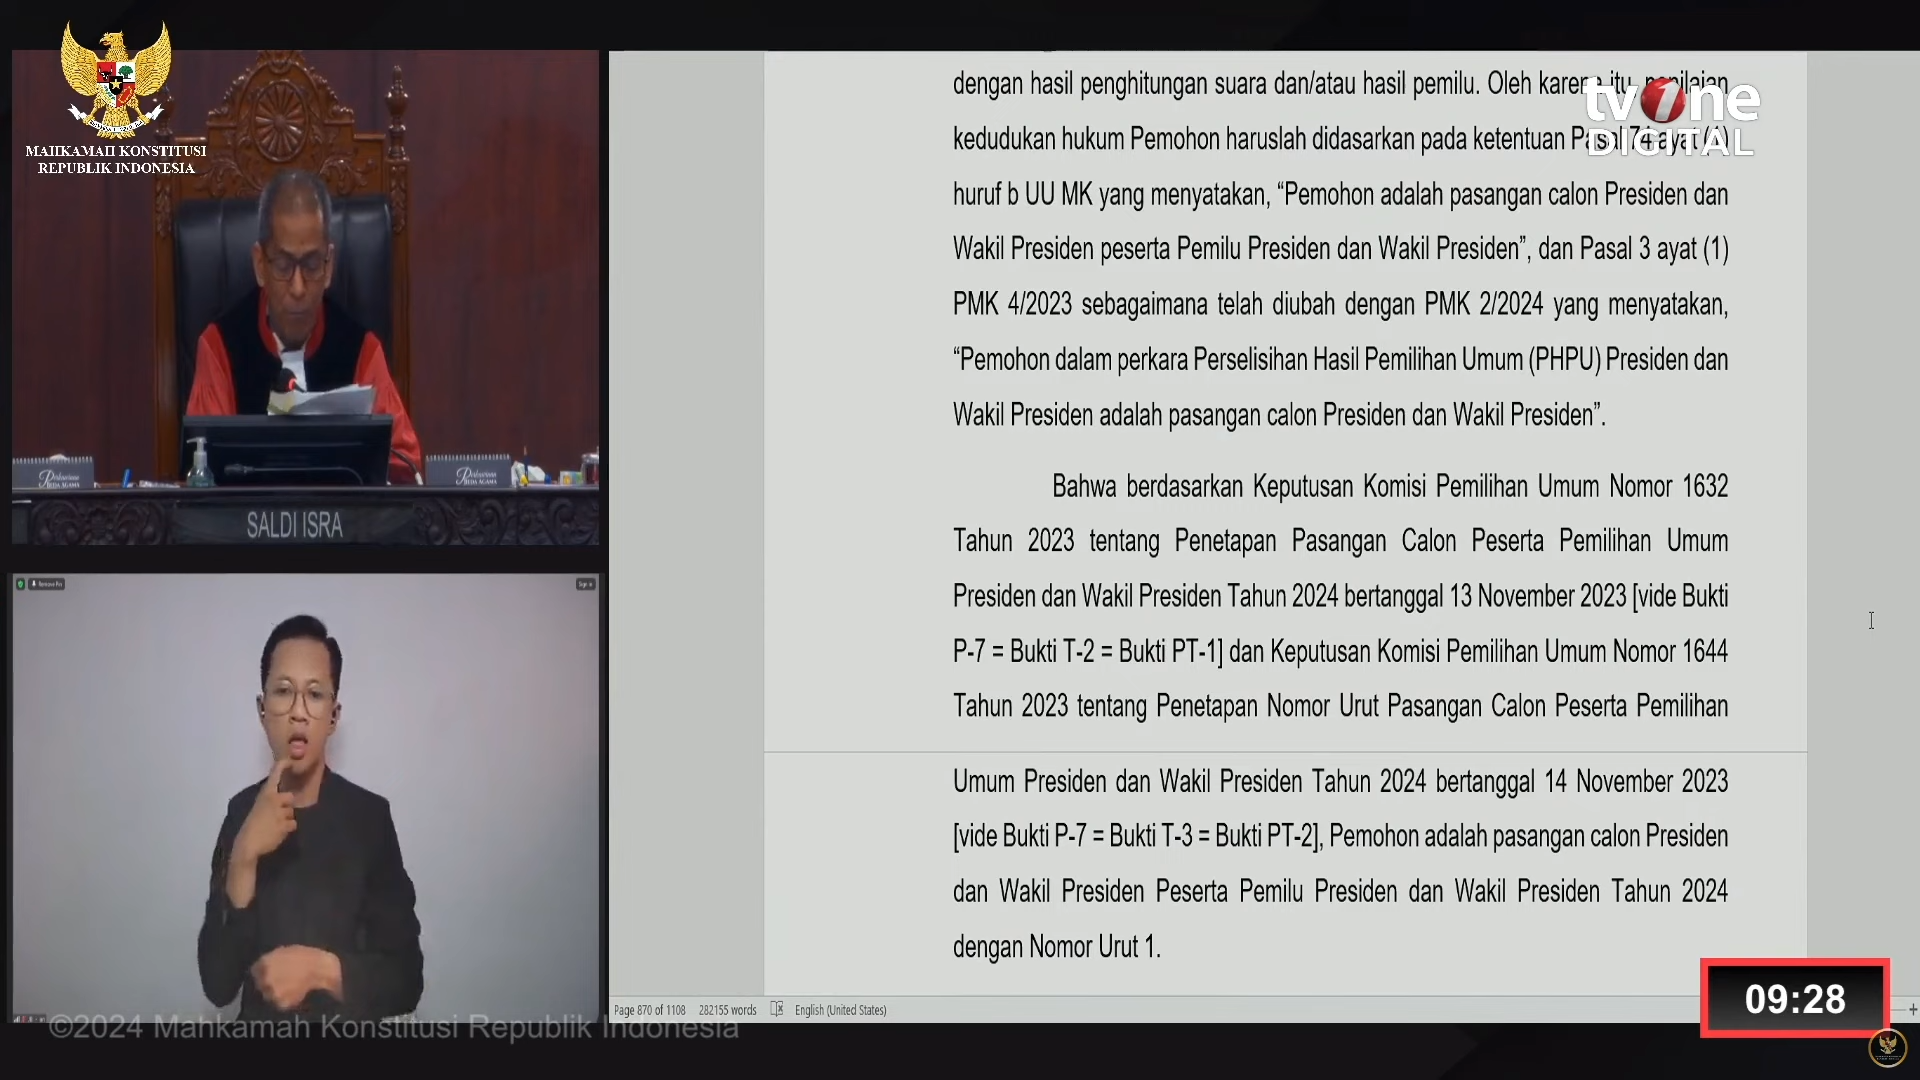 MAHKAMAH KONSTITUSI
REPUBLIK INDONESIA
SALDI ISRA
tvOne
DIGITAL
dengan hasil penghitungan suara dan/atau hasil pemilu. Oleh karena itu, penilaian
kedudukan hukum Pemohon haruslah didasarkan pada ketentuan Pasal 74 ayat
huruf b UU MK yang menyatakan, “Pemohon adalah pasangan calon Presiden dan
Wakil Presiden peserta Pemilu Presiden dan Wakil Presiden”, dan Pasal 3 ayat (1)
PMK 4/2023 sebagaimana telah diubah dengan PMK 2/2024 yang menyatakan,
“Pemohon dalam perkara Perselisihan Hasil Pemilihan Umum (PHPU) Presiden dan
Wakil Presiden adalah pasangan calon Presiden dan Wakil Presiden”.
Bahwa berdasarkan Keputusan Komisi Pemilihan Umum Nomor 1632
Tahun 2023 tentang Penetapan Pasangan Calon Peserta Pemilihan Umum
Presiden dan Wakil Presiden Tahun 2024 bertanggal 13 November 2023 [vide Bukti
P-7 = Bukti T-2 = Bukti PT-1] dan Keputusan Komisi Pemilihan Umum Nomor 1644
Tahun 2023 tentang Penetapan Nomor Urut Pasangan Calon Peserta Pemilihan
Umum Presiden dan Wakil Presiden Tahun 2024 bertanggal 14 November 2023
[vide Bukti P-7 = Bukti T-3 = Bukti PT-2], Pemohon adalah pasangan calon Presiden
dan Wakil Presiden Peserta Pemilu Presiden dan Wakil Presiden Tahun 2024
dengan Nomor Urut 1.
Page 870 of 1108 282155 words English (United States)
09:28
©2024 Mahkamah Konstitusi Republik Indonesia